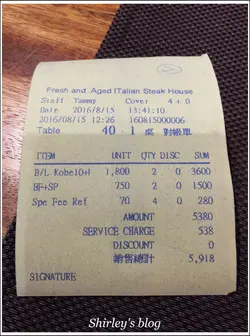 Fresh and Aged ITalian Steak House
Staff Tammy Cover 4 + 0
Date 2016/8/15 13:41:10
2016/08/15 12:26 160815000006
Table 40 - 1 桌 對帳單
ITEM UNIT QTY DISC SUM
B/L Kobe10+H 1,800 2 0 3600
BF+SP 750 2 0 1500
Spe Fee Ref 70 4 0 280
AMOUNT 5380
SERVICE CHARGE 538
DISCOUNT 0
銷售總計 5,918
SIGNATURE
Shirley's blog